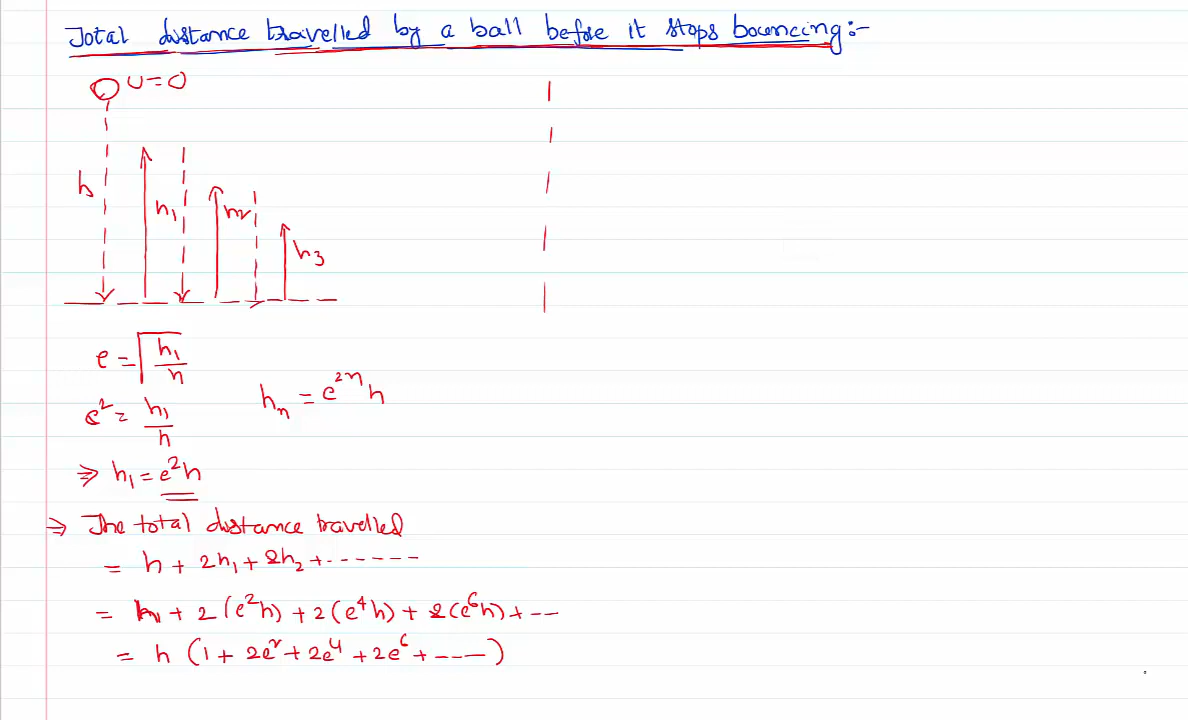 Total distance travelled by a ball before it stops bouncing:-
u=0
h
h₁
h₂
h₃
e = √(h₁/h)
e² = h₁/h
hₙ = e²ⁿh
⇒ h₁ = e²h
⇒ The total distance travelled
= h + 2h₁ + 2h₂ + -------
= h + 2(e²h) + 2(e⁴h) + 2(e⁶h) + ---
= h (1 + 2e² + 2e⁴ + 2e⁶ + ----)